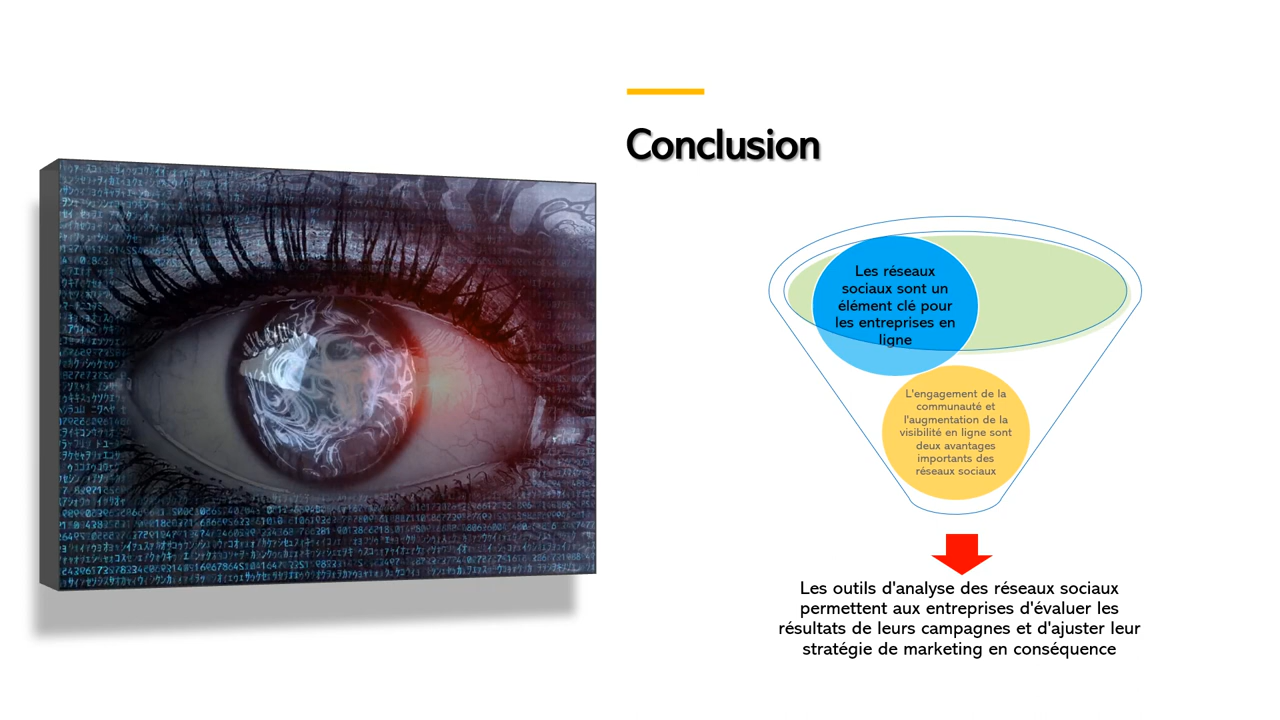 Conclusion
Les réseaux
sociaux sont un
élément clé pour
les entreprises en
ligne
L'engagement de la
communauté et
l'augmentation de la
visibilité en ligne sont
deux avantages
importants des
réseaux sociaux
Les outils d'analyse des réseaux sociaux
permettent aux entreprises d'évaluer les
résultats de leurs campagnes et d'ajuster leur
stratégie de marketing en conséquence